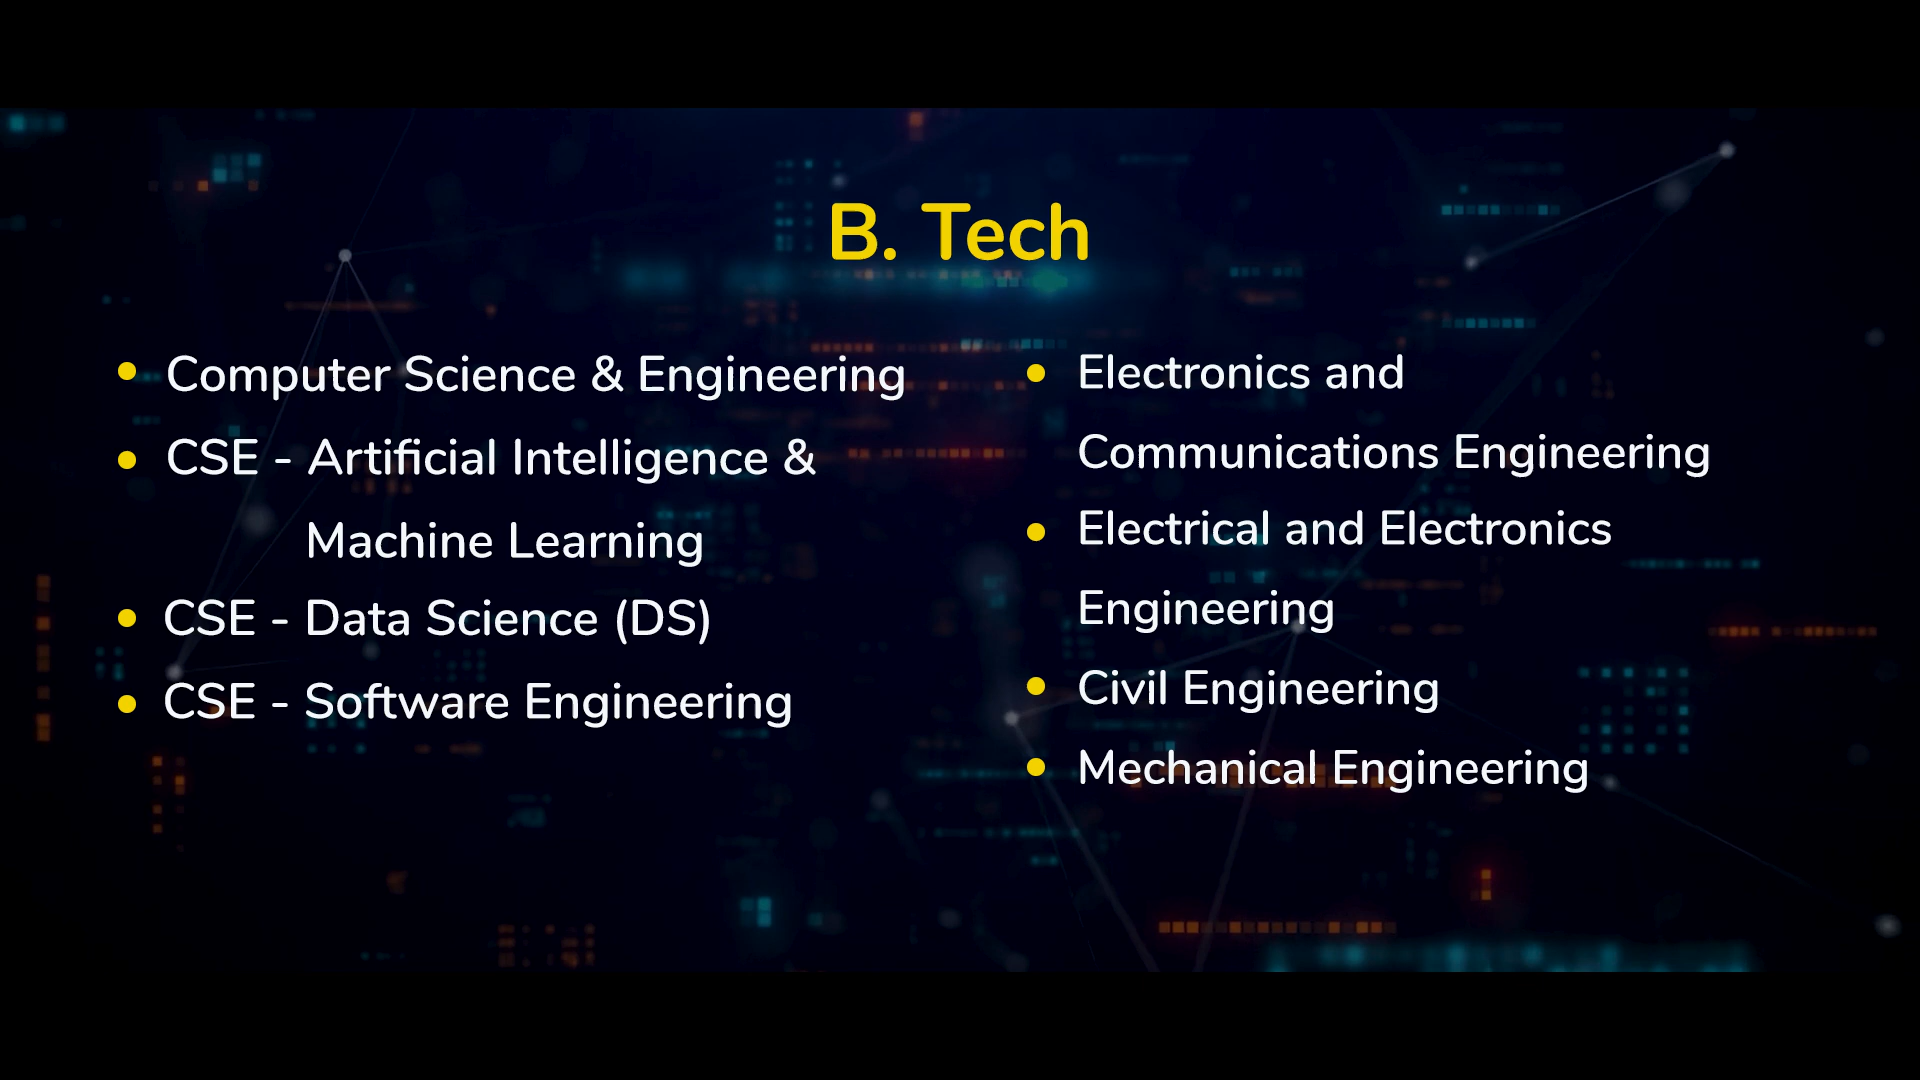 B. Tech
Computer Science & Engineering
CSE - Artificial Intelligence &
Machine Learning
CSE - Data Science (DS)
CSE - Software Engineering
Electronics and
Communications Engineering
Electrical and Electronics
Engineering
Civil Engineering
Mechanical Engineering